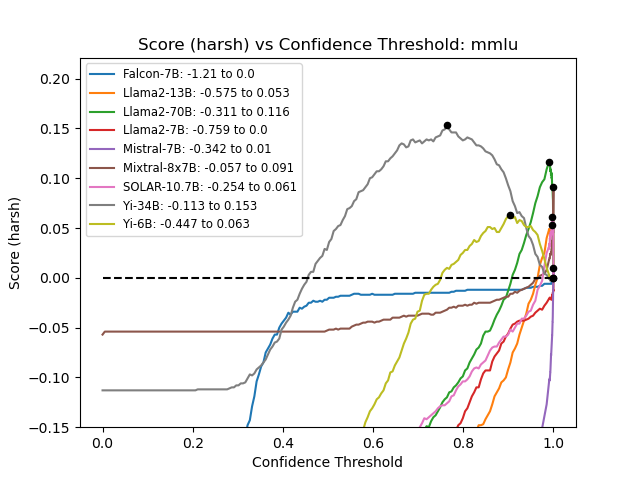 Score (harsh) vs Confidence Threshold: mmlu
Falcon-7B: -1.21 to 0.0
Llama2-13B: -0.575 to 0.053
Llama2-70B: -0.311 to 0.116
Llama2-7B: -0.759 to 0.0
Mistral-7B: -0.342 to 0.01
Mixtral-8x7B: -0.057 to 0.091
SOLAR-10.7B: -0.254 to 0.061
Yi-34B: -0.113 to 0.153
Yi-6B: -0.447 to 0.063
Score (harsh)
0.20
0.15
0.10
0.05
0.00
−0.05
−0.10
−0.15
0.0 0.2 0.4 0.6 0.8 1.0
Confidence Threshold